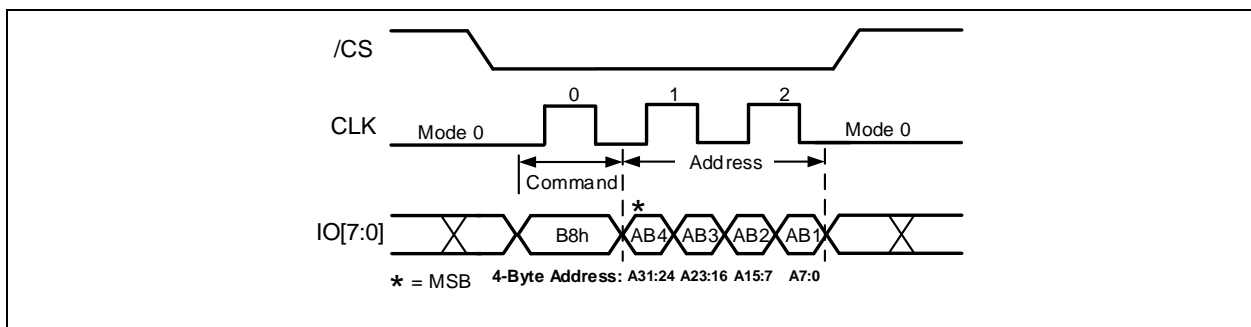 /CS
0 1 2
CLK Mode 0 Mode 0
Address
Command
*
IO[7:0] B8h AB4 AB3 AB2 AB1
* = MSB 4-Byte Address: A31:24 A23:16 A15:7 A7:0